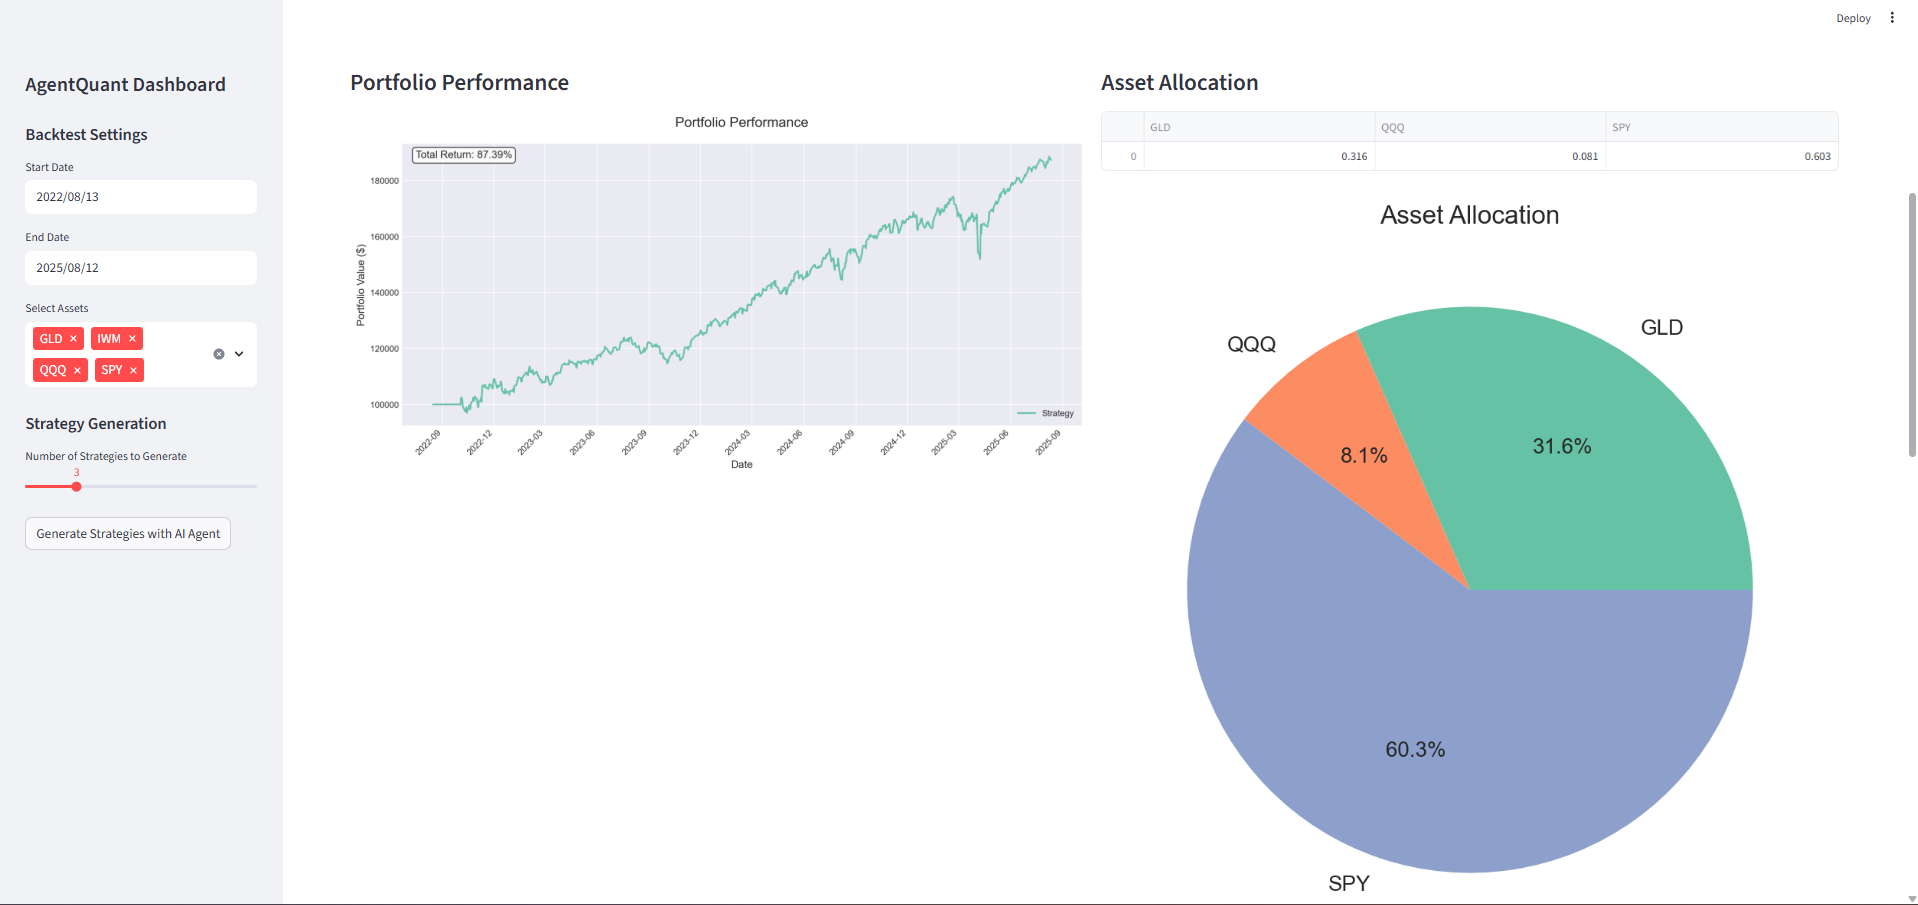 Deploy
AgentQuant Dashboard
Backtest Settings
Start Date
2022/08/13
End Date
2025/08/12
Select Assets
GLD × IWM ×
QQQ × SPY ×
Strategy Generation
Number of Strategies to Generate
3
Generate Strategies with AI Agent
Portfolio Performance
Portfolio Performance
Total Return: 87.39%
Portfolio Value ($)
180000
160000
140000
120000
100000
Strategy
2022-09 2022-12 2023-03 2023-06 2023-09 2023-12 2024-03 2024-06 2024-09 2024-12 2025-03 2025-06 2025-09
Date
Asset Allocation
GLD QQQ SPY
0 0.316 0.081 0.603
Asset Allocation
GLD
QQQ
31.6%
8.1%
60.3%
SPY